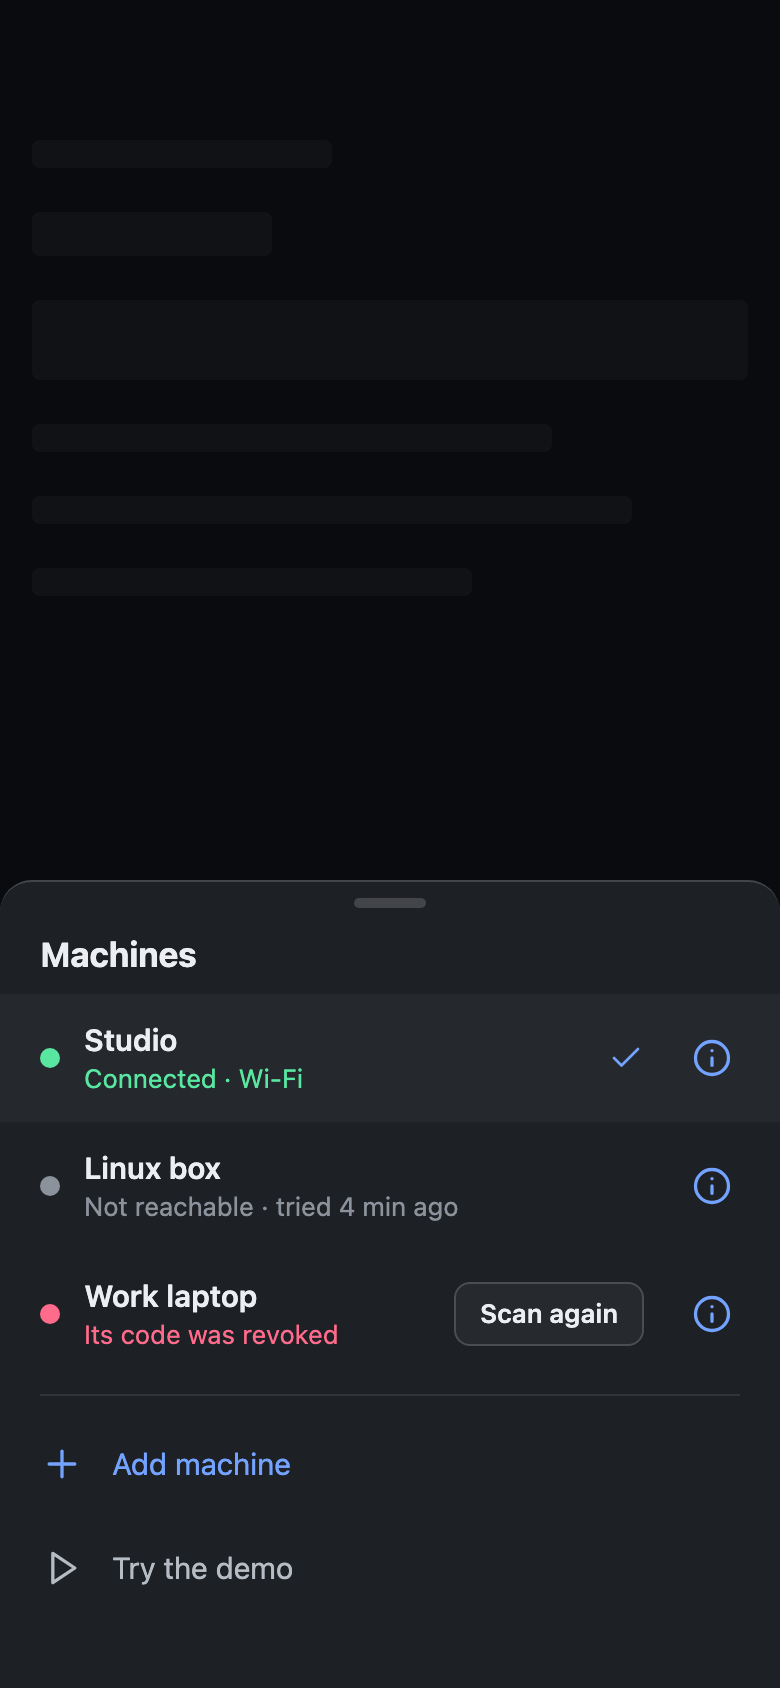 Machines
Studio
Connected · Wi-Fi
Linux box
Not reachable · tried 4 min ago
Work laptop
Its code was revoked
Scan again
Add machine
Try the demo